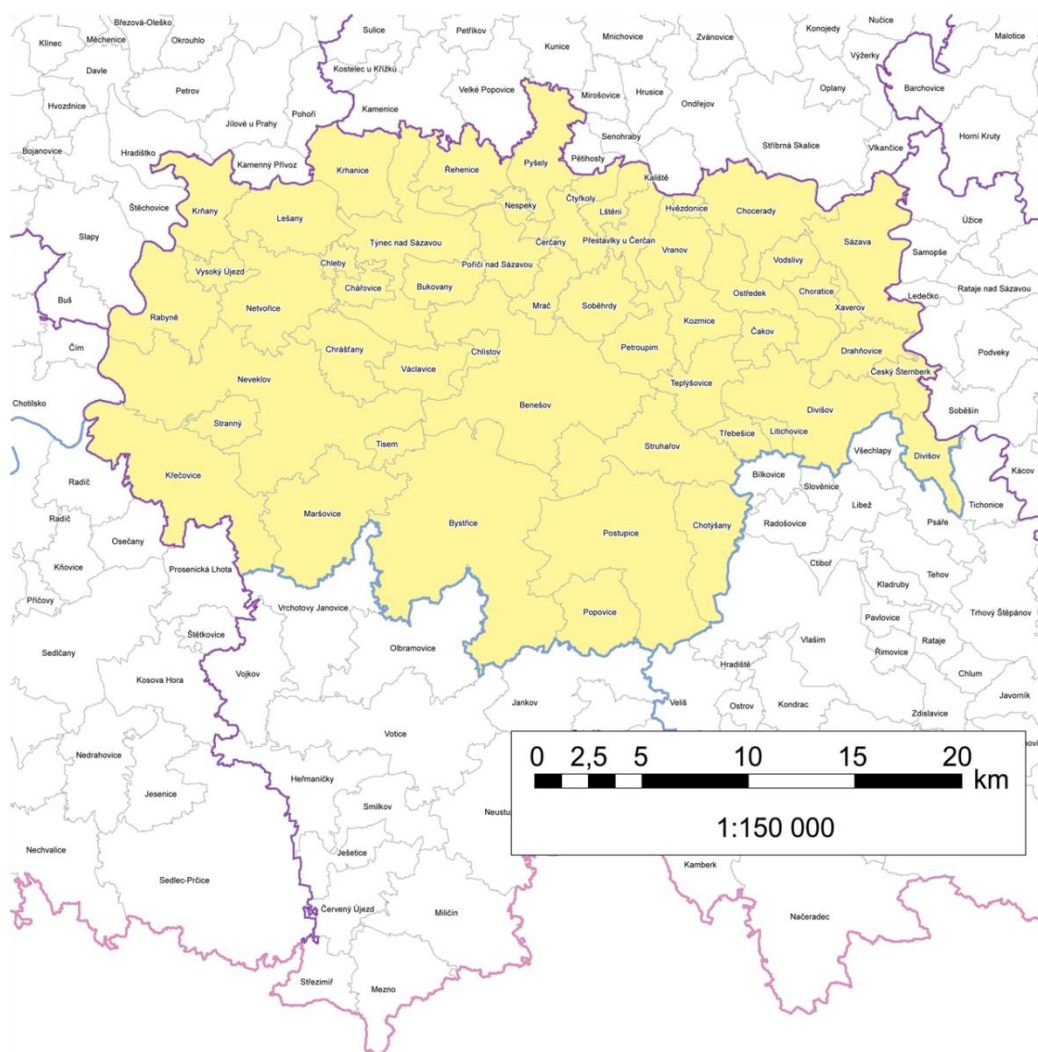 Březová-Oleško
Klínec
Měchenice
Okrouhlo
Sulice
Petříkov
Kunice
Mnichovice
Zvánovice
Konojedy
Nučice
Výžerky
Malotice
Davle
Petrov
Kostelec u Křížků
Velké Popovice
Mirošovice
Hrusice
Oplany
Barchovice
Hvozdnice
Jílové u Prahy
Pohoří
Kamenice
Ondřejov
Senohraby
Stříbrná Skalice
Vlkančice
Horní Kruty
Bojanovice
Hradištko
Kamenný Přívoz
Krhanice
Řehenice
Pyšely
Pětihosty
Kaliště
Štěchovice
Krňany
Lešany
Nespeky
Čtyřkoly
Lštění
Hvězdonice
Chocerady
Úžice
Slapy
Týnec nad Sázavou
Čerčany
Přestavlky u Čerčan
Vranov
Sázava
Samopše
Vysoký Újezd
Chleby
Poříčí nad Sázavou
Vodslivy
Buš
Chářovice
Bukovany
Mrač
Soběhrdy
Ostředek
Choratice
Xaverov
Ledečko
Rataje nad Sázavou
Rabyně
Netvořice
Kozmice
Čakov
Čím
Chrášťany
Chlístov
Petroupim
Drahňovice
Podveky
Václavice
Český Šternberk
Neveklov
Teplýšovice
Chotilsko
Benešov
Divišov
Soběšín
Stranný
Třebešice
Litichovice
Tisem
Struhařov
Všechlapy
Divišov
Křečovice
Bílkovice
Kácov
Radíč
Slověnice
Maršovice
Libež
Tichonice
Radíč
Bystřice
Chotýšany
Radošovice
Psáře
Osečany
Postupice
Kňovice
Prosenická Lhota
Ctiboř
Tehov
Kladruby
Příčovy
Vrchotovy Janovice
Popovice
Trhový Štěpánov
Pavlovice
Štětkovice
Vlašim
Rataje
Sedlčany
Olbramovice
Římovice
Hradiště
Vojkov
Chlum
Kosova Hora
Jankov
Veliš
Ostrov
Kondrac
Javorník
Zdislavice
Votice
Nedrahovice
Heřmaničky
Jesenice
Smilkov
0 2,5 5 10 15 20
km
1:150 000
Nechvalice
Ješetice
Sedlec-Prčice
Kamberk
Červený Újezd
Miličín
Načeradec
Střezimíř
Mezno